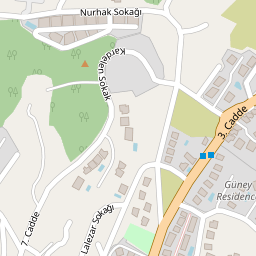 Nurhak Sokağı
Kardelen Sokak
3. Cadde
Güney
Residence
7. Cadde
Lalezar Sokağı